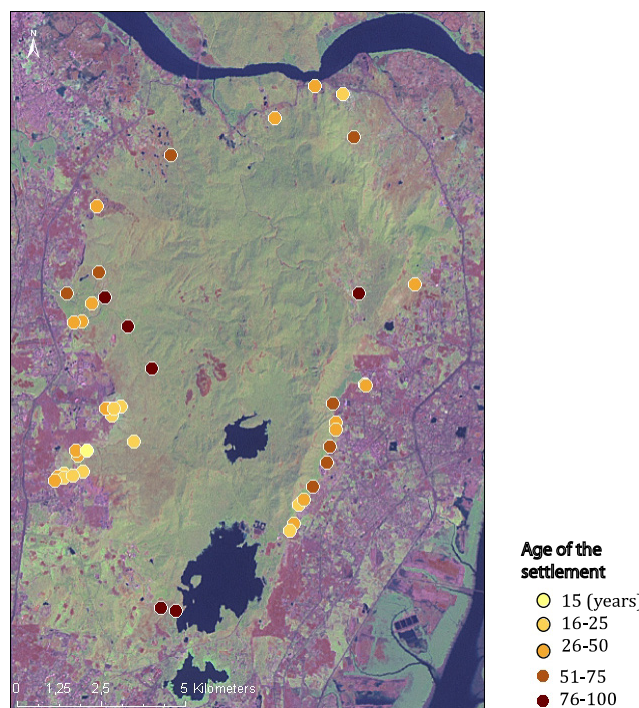 N
0 1,25 2,5 5 Kilometers
Age of the
settlement
15 (years)
16-25
26-50
51-75
76-100